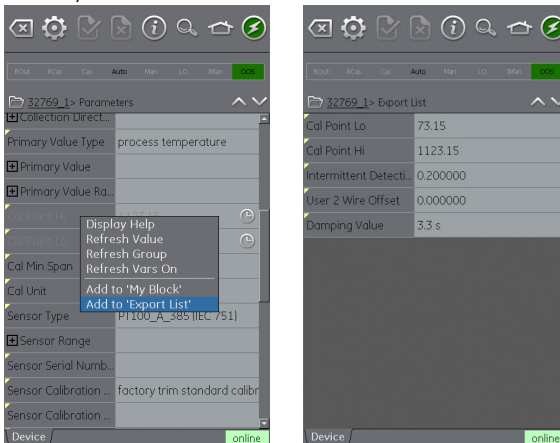 ROut RCas Cas Auto Man LO IMan OOS
32769_1> Parameters
Collection Direct...
Primary Value Type process temperature
Primary Value
Primary Value Ra...
Cal Point Hi 1123.15
Cal Point Lo
Cal Min Span
Cal Unit
Sensor Type PT100_A_385 (IEC 751)
Sensor Range
Sensor Serial Numb...
Sensor Calibration ... factory trim standard calibr
Sensor Calibration ...
Display Help
Refresh Value
Refresh Group
Refresh Vars On
Add to 'My Block'
Add to 'Export List'
Device online
ROut RCas Cas Auto Man LO IMan OOS
32769_1> Export List
Cal Point Lo 73.15
Cal Point Hi 1123.15
Intermittent Detecti... 0.200000
User 2 Wire Offset 0.000000
Damping Value 3.3 s
Device online